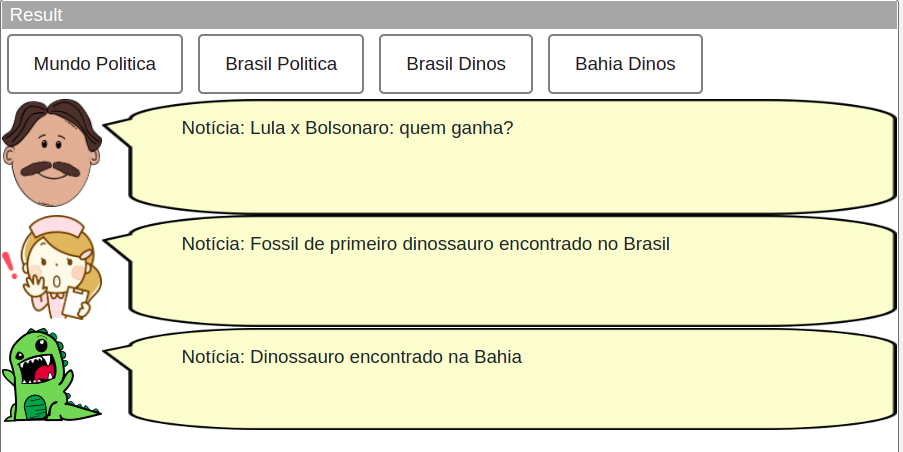 Result
Mundo Politica
Brasil Politica
Brasil Dinos
Bahia Dinos
Notícia: Lula x Bolsonaro: quem ganha?
Notícia: Fossil de primeiro dinossauro encontrado no Brasil
Notícia: Dinossauro encontrado na Bahia